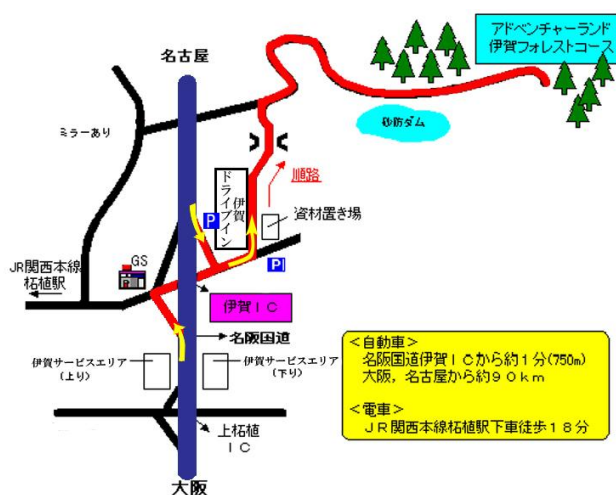 アドベンチャーランド
伊賀フォレストコース
名古屋
ミラーあり
砂防ダム
順路
伊賀
ドライブイン
P
資材置き場
GS
P
JR関西本線
柘植駅
伊賀IC
名阪国道
伊賀サービスエリア
(上り)
伊賀サービスエリア
(下り)
上柘植
IC
大阪
<自動車>
名阪国道伊賀ICから約1分(750m)
大阪，名古屋から約90km
<電車>
JR関西本線柘植駅下車徒歩18分